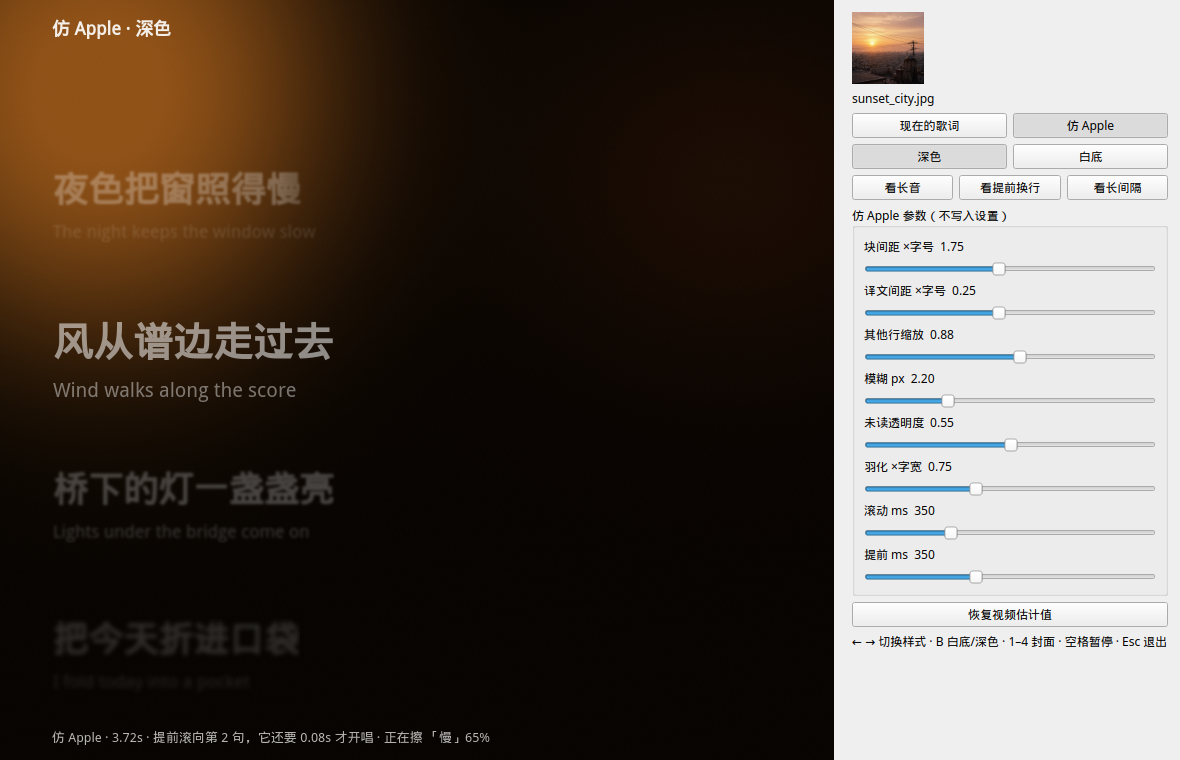 仿 Apple · 深色
夜色把窗照得慢
The night keeps the window slow
风从谱边走过去
Wind walks along the score
桥下的灯一盏盏亮
Lights under the bridge come on
把今天折进口袋
I fold today into a pocket
仿 Apple · 3.72s · 提前滚向第 2 句，它还要 0.08s 才开唱 · 正在擦「慢」65%
sunset_city.jpg
现在的歌词 仿 Apple
深色 白底
看长音 看提前换行 看长间隔
仿 Apple 参数（不写入设置）
块间距 ×字号 1.75
译文间距 ×字号 0.25
其他行缩放 0.88
模糊 px 2.20
未读透明度 0.55
羽化 ×字宽 0.75
滚动 ms 350
提前 ms 350
恢复视频估计值
← → 切换样式 · B 白底/深色 · 1–4 封面 · 空格暂停 · Esc 退出